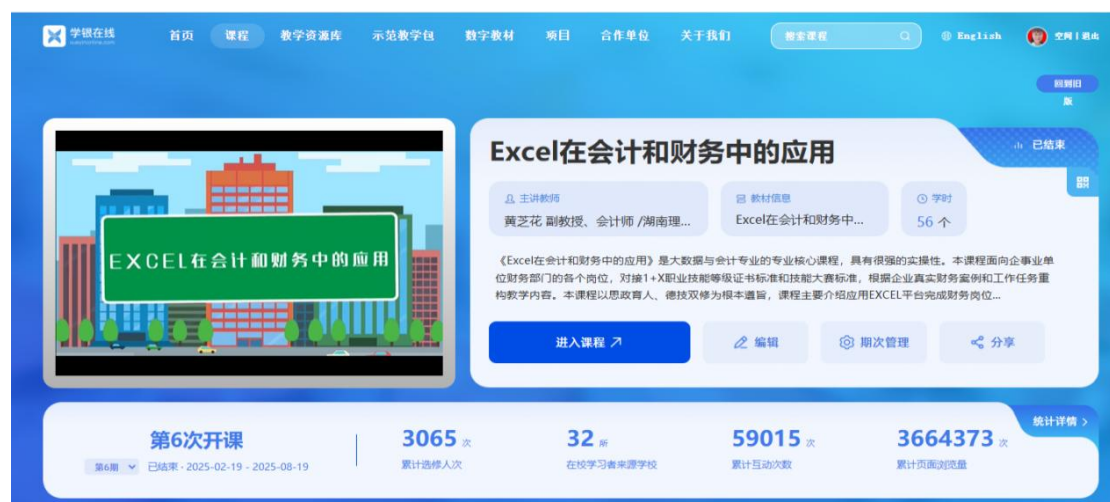 学银在线
首页 课程 教学资源库 示范教学包 数字教材 项目 合作单位 关于我们 搜索课程 English 空间 | 退出
回到旧
版
EXCEL在会计和财务中的应用
Excel在会计和财务中的应用
已结束
主讲教师 教材信息 学时
黄芝花 副教授、会计师 /湖南理... Excel在会计和财务中... 56 个
《Excel在会计和财务中的应用》是大数据与会计专业的专业核心课程，具有很强的实操性。本课程面向企事业单
位财务部门的各个岗位，对接1+X职业技能等级证书标准和技能大赛标准，根据企业真实财务案例和工作任务重
构教学内容。本课程以思政育人、德技双修为根本遵旨，课程主要介绍应用EXCEL平台完成财务岗位...
进入课程 编辑 期次管理 分享
统计详情 >
第6次开课 3065 次 32 所 59015 次 3664373 次
第6期 已结束 · 2025-02-19 - 2025-08-19 累计选修人次 在校学习者来源学校 累计互动次数 累计页面浏览量